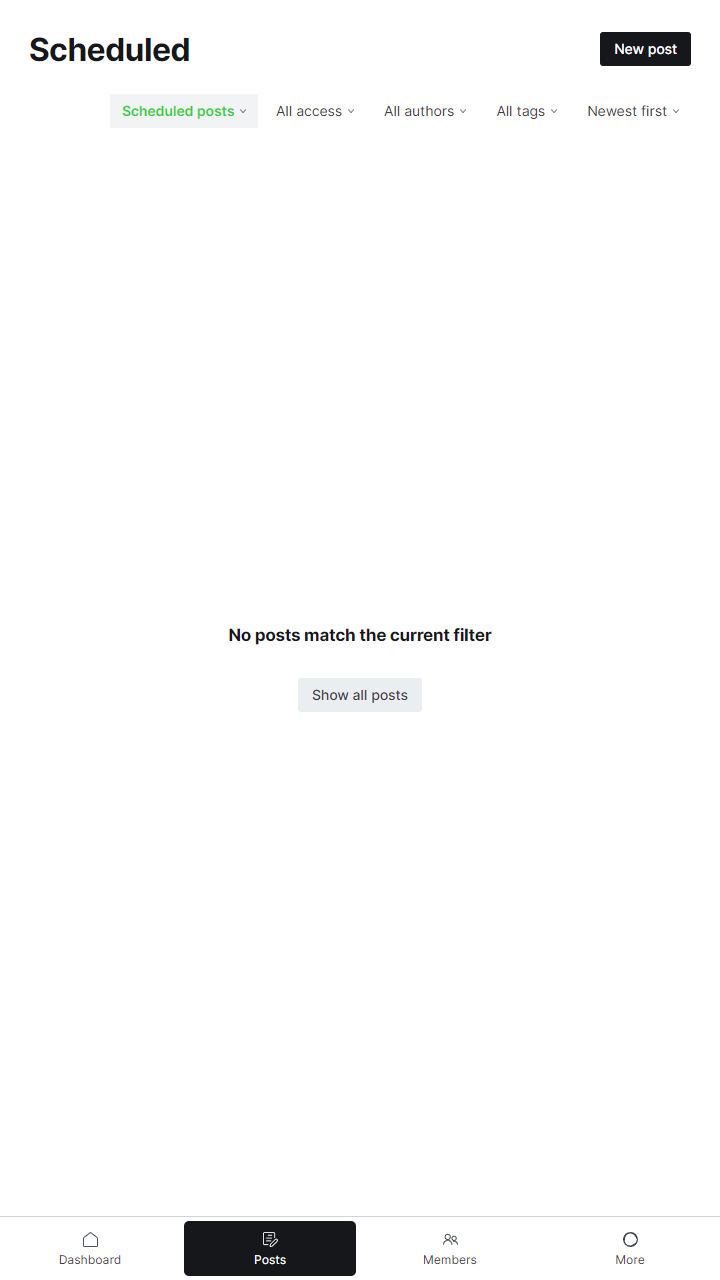 Scheduled
New post
Scheduled posts
All access
All authors
All tags
Newest first
No posts match the current filter
Show all posts
Dashboard
Posts
Members
More